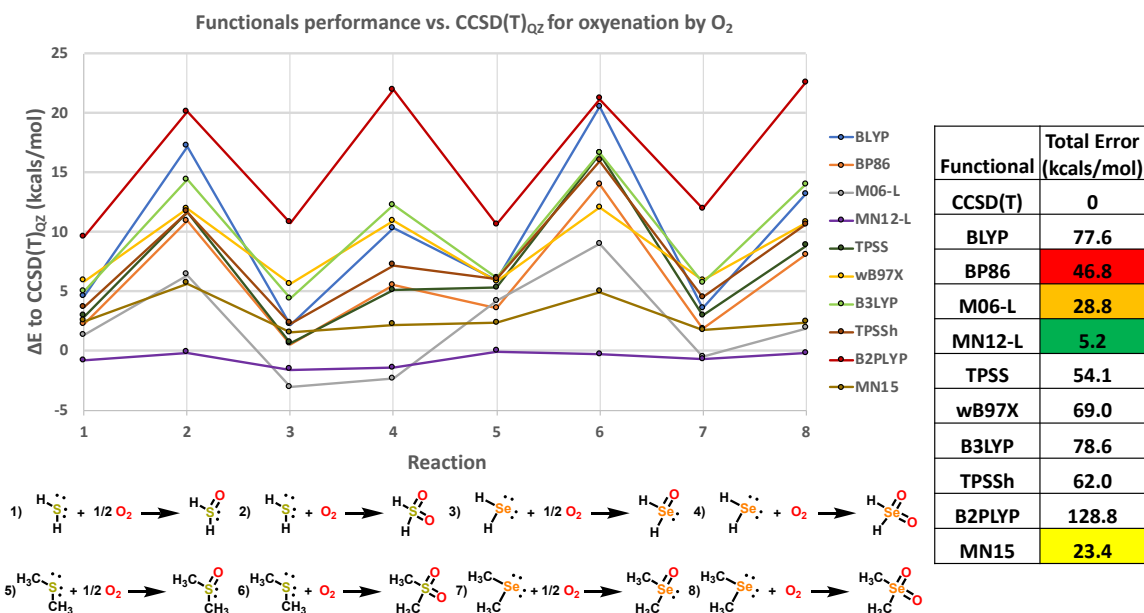 Functionals performance vs. CCSD(T)QZ for oxyenation by O2
ΔE to CCSD(T)QZ (kcals/mol)
25
20
15
10
5
0
-5
1 2 3 4 5 6 7 8
Reaction
BLYP
BP86
M06-L
MN12-L
TPSS
wB97X
B3LYP
TPSSh
B2PLYP
MN15
Functional Total Error (kcals/mol)
CCSD(T) 0
BLYP 77.6
BP86 46.8
M06-L 28.8
MN12-L 5.2
TPSS 54.1
wB97X 69.0
B3LYP 78.6
TPSSh 62.0
B2PLYP 128.8
MN15 23.4
1) H S H + 1/2 O2 H S O H
2) H S H + O2 H S O O H
3) H Se H + 1/2 O2 H Se O H
4) H Se H + O2 H Se O O H
5) H3C S CH3 + 1/2 O2 H3C S O CH3
6) H3C S CH3 + O2 H3C S O O CH3
7) H3C Se CH3 + 1/2 O2 H3C Se O CH3
8) H3C Se CH3 + O2 H3C Se O O CH3